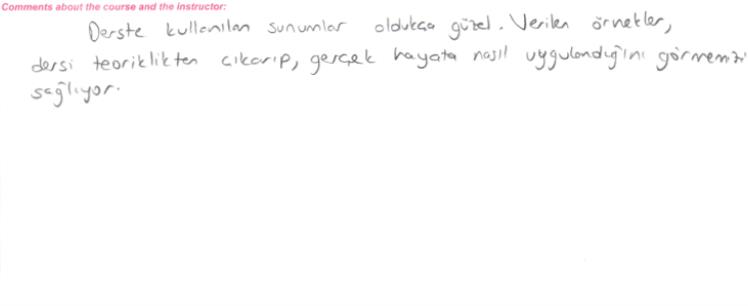 Comments about the course and the instructor:
Derste kullanılan sunumlar oldukça güzel. Verilen örnekler,
dersi teoriklikten çıkarıp, gerçek hayata nasıl uygulandığını görmemizi
sağlıyor.